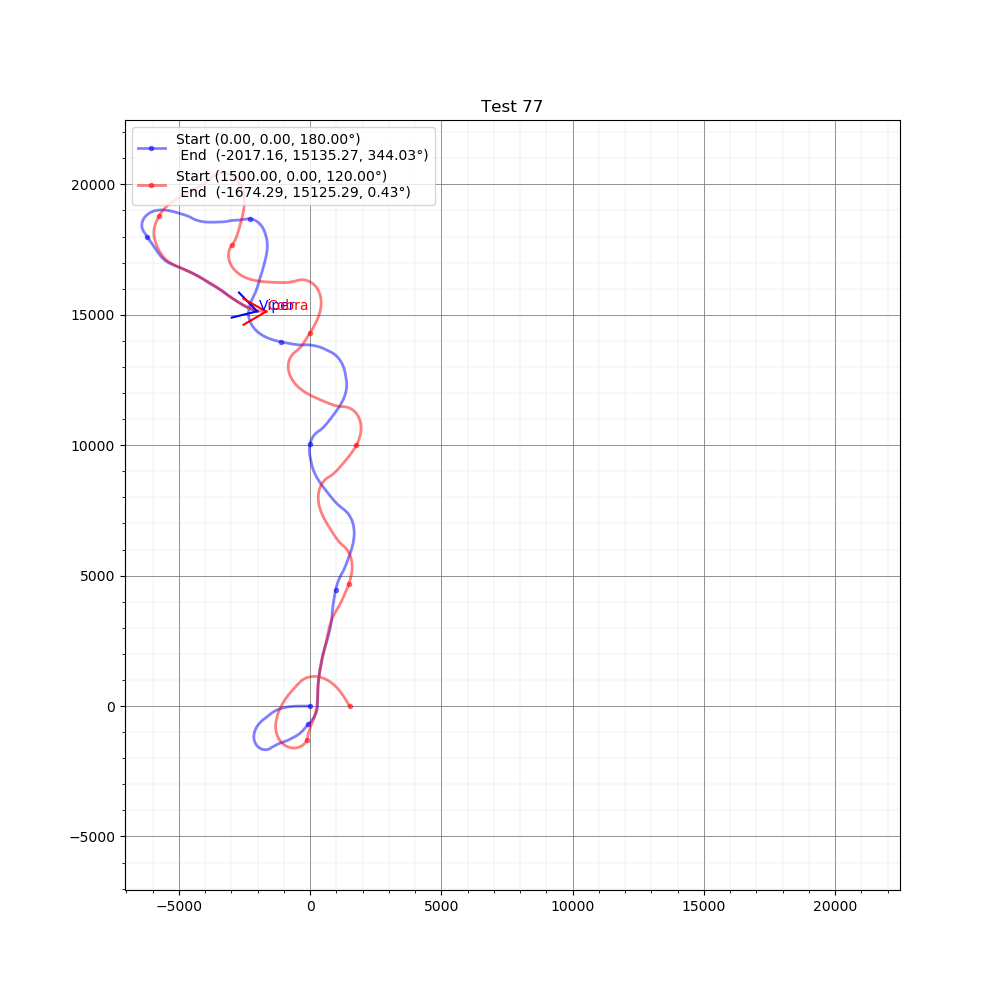 Test 77
Start (0.00, 0.00, 180.00°)
End  (-2017.16, 15135.27, 344.03°)
Start (1500.00, 0.00, 120.00°)
End  (-1674.29, 15125.29, 0.43°)
20000
15000
10000
5000
0
−5000
Viper
Cobra
−5000 0 5000 10000 15000 20000